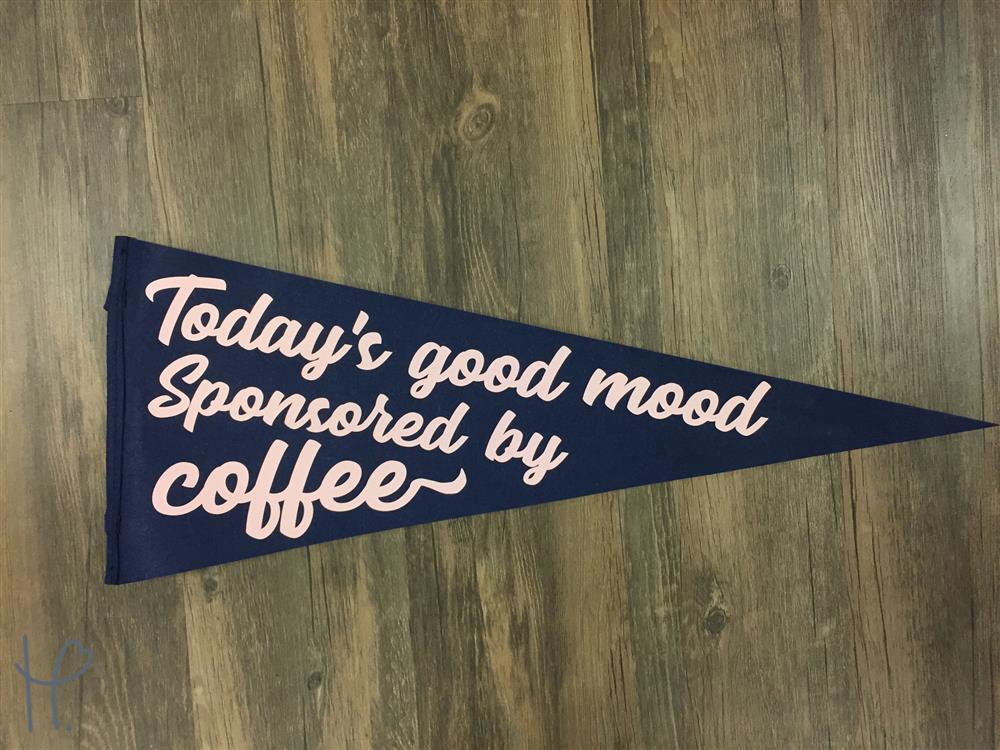 Today's good mood
Sponsored by
coffee
H.